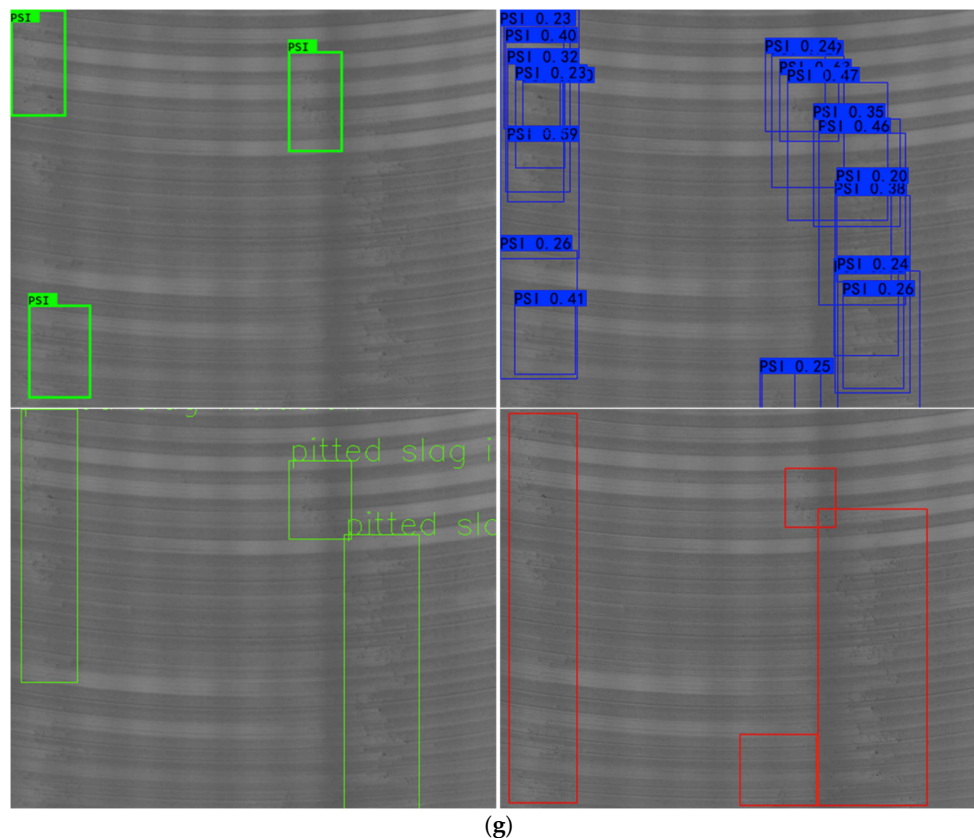 PSI
PSI
PSI
PSI 0.23
PSI 0.40
PSI 0.32
PSI 0.23
PSI 0.59
PSI 0.26
PSI 0.41
PSI 0.24
PSI 0.47
PSI 0.35
PSI 0.46
PSI 0.20
PSI 0.38
PSI 0.24
PSI 0.26
PSI 0.25
pitted slag i
pitted sla
(g)